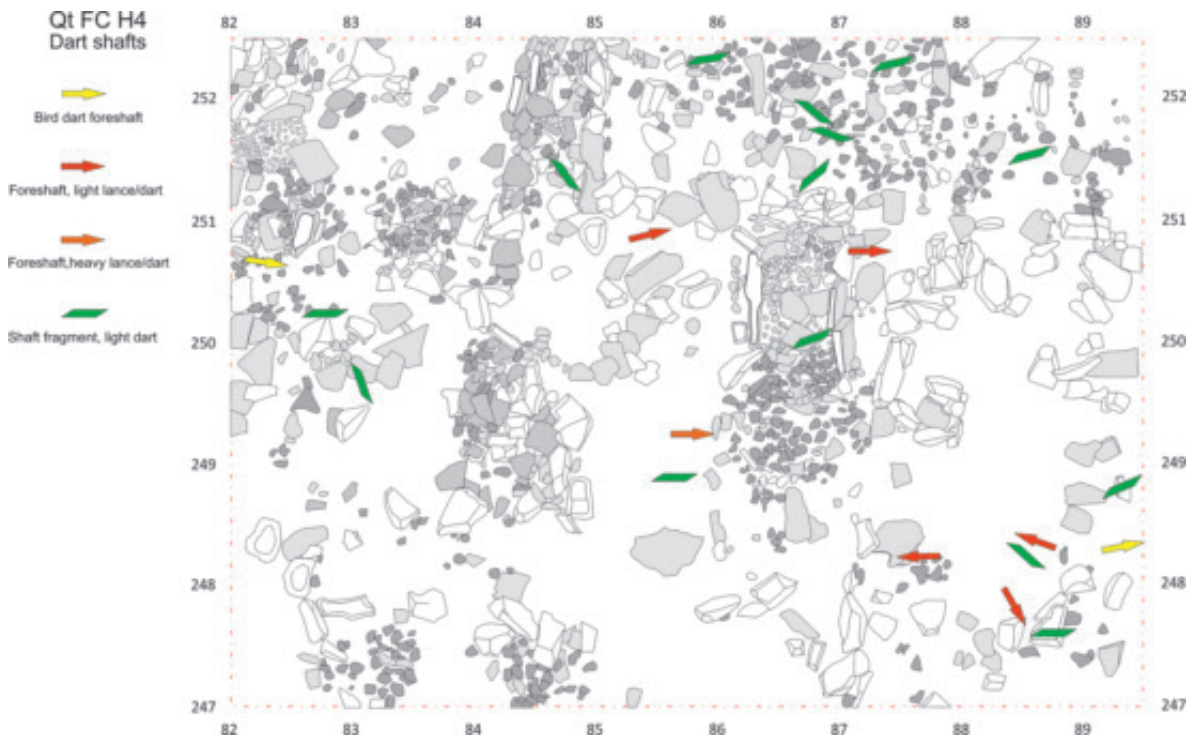 Qt FC H4
Dart shafts
Bird dart foreshaft
Foreshaft, light lance/dart
Foreshaft,heavy lance/dart
Shaft fragment, light dart
82 83 84 85 86 87 88 89
252 252
251 251
250 250
249 249
248 248
247 247
82 83 84 85 86 87 88 89